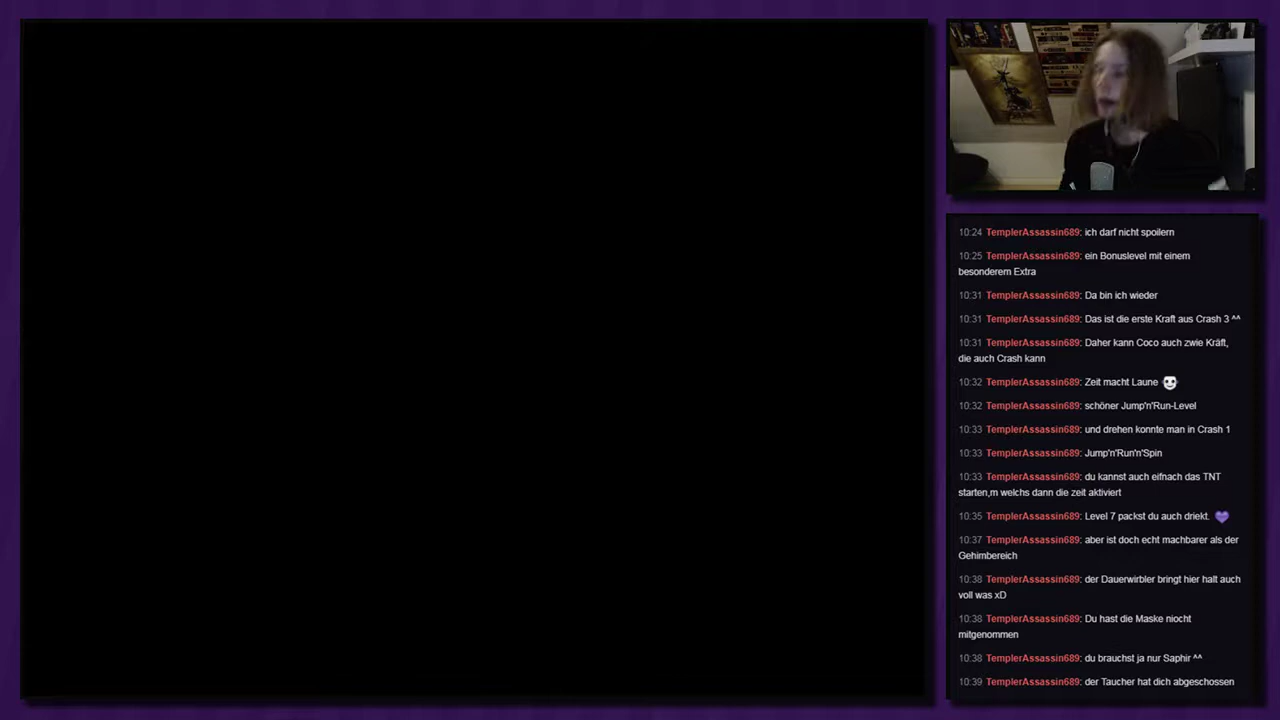 10:24 TemplerAssassin689: ich darf nicht spoilern
10:25 TemplerAssassin689: ein Bonuslevel mit einem
besonderem Extra
10:31 TemplerAssassin689: Da bin ich wieder
10:31 TemplerAssassin689: Das ist die erste Kraft aus Crash 3 ^^
10:31 TemplerAssassin689: Daher kann Coco auch zwie Kräft,
die auch Crash kann
10:32 TemplerAssassin689: Zeit macht Laune
10:32 TemplerAssassin689: schöner Jump'n'Run-Level
10:33 TemplerAssassin689: und drehen konnte man in Crash 1
10:33 TemplerAssassin689: Jump'n'Run'n'Spin
10:33 TemplerAssassin689: du kannst auch eifnach das TNT
starten,m welchs dann die zeit aktiviert
10:35 TemplerAssassin689: Level 7 packst du auch driekt.
10:37 TemplerAssassin689: aber ist doch echt machbarer als der
Gehimbereich
10:38 TemplerAssassin689: der Dauerwirbler bringt hier halt auch
voll was xD
10:38 TemplerAssassin689: Du hast die Maske niocht
mitgenommen
10:38 TemplerAssassin689: du brauchst ja nur Saphir ^^
10:39 TemplerAssassin689: der Taucher hat dich abgeschossen